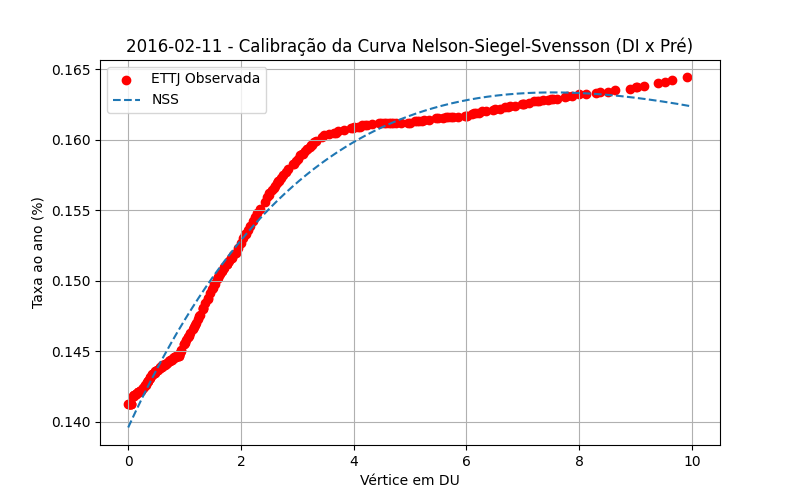 2016-02-11 - Calibração da Curva Nelson-Siegel-Svensson (DI x Pré)
ETTJ Observada
NSS
Taxa ao ano (%)
0.165
0.160
0.155
0.150
0.145
0.140
0 2 4 6 8 10
Vértice em DU